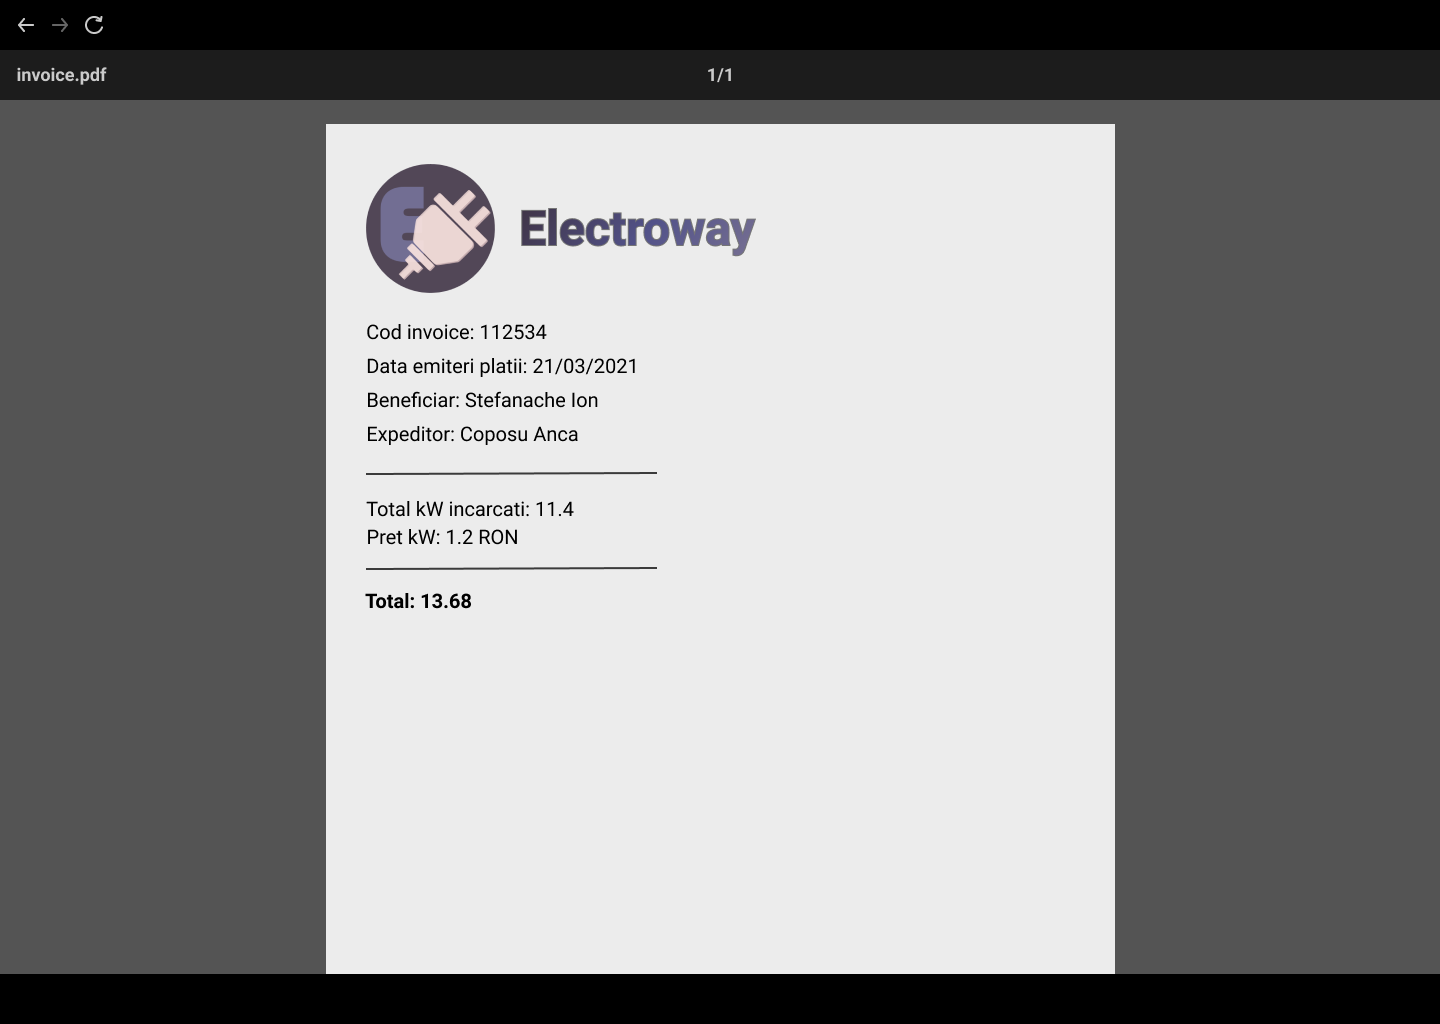 invoice.pdf
1/1
E
Electroway
Cod invoice: 112534
Data emiteri platii: 21/03/2021
Beneficiar: Stefanache Ion
Expeditor: Coposu Anca
Total kW incarcati: 11.4
Pret kW: 1.2 RON
Total: 13.68